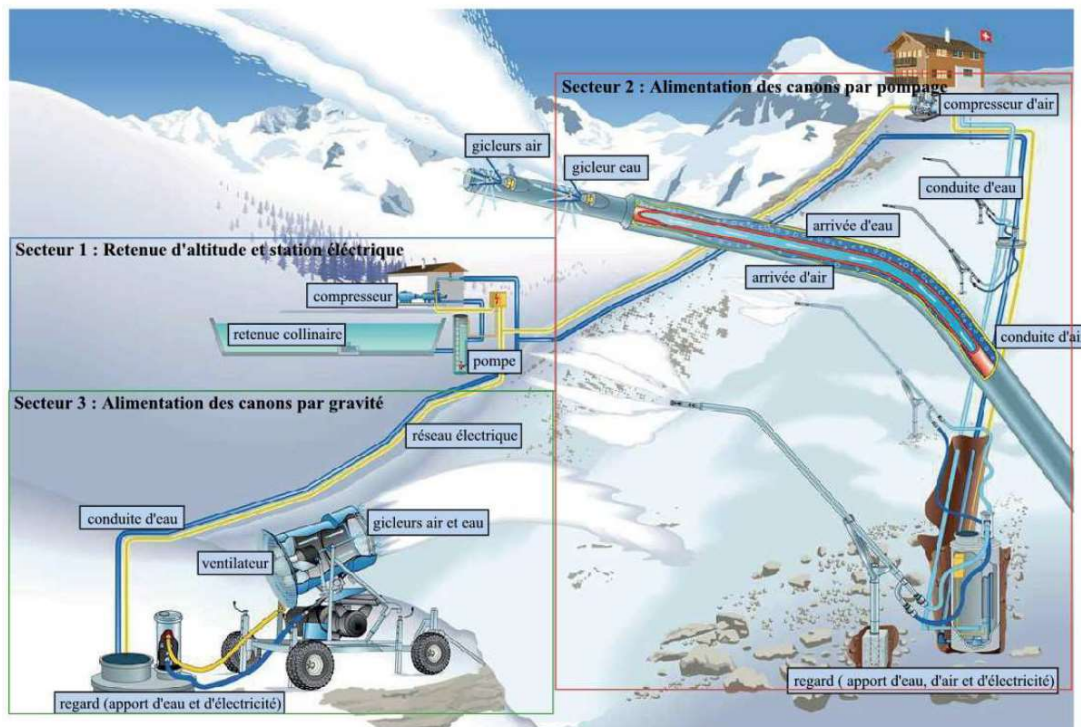 Secteur 2 : Alimentation des canons par pompage
compresseur d'air
gicleurs air
gicleur eau
conduite d'eau
arrivée d'eau
arrivée d'air
conduite d'air
regard ( apport d'eau, d'air et d'électricité)
Secteur 1 : Retenue d'altitude et station éléctrique
compresseur
retenue collinaire
pompe
Secteur 3 : Alimentation des canons par gravité
réseau électrique
conduite d'eau
gicleurs air et eau
ventilateur
regard (apport d'eau et d'électricité)